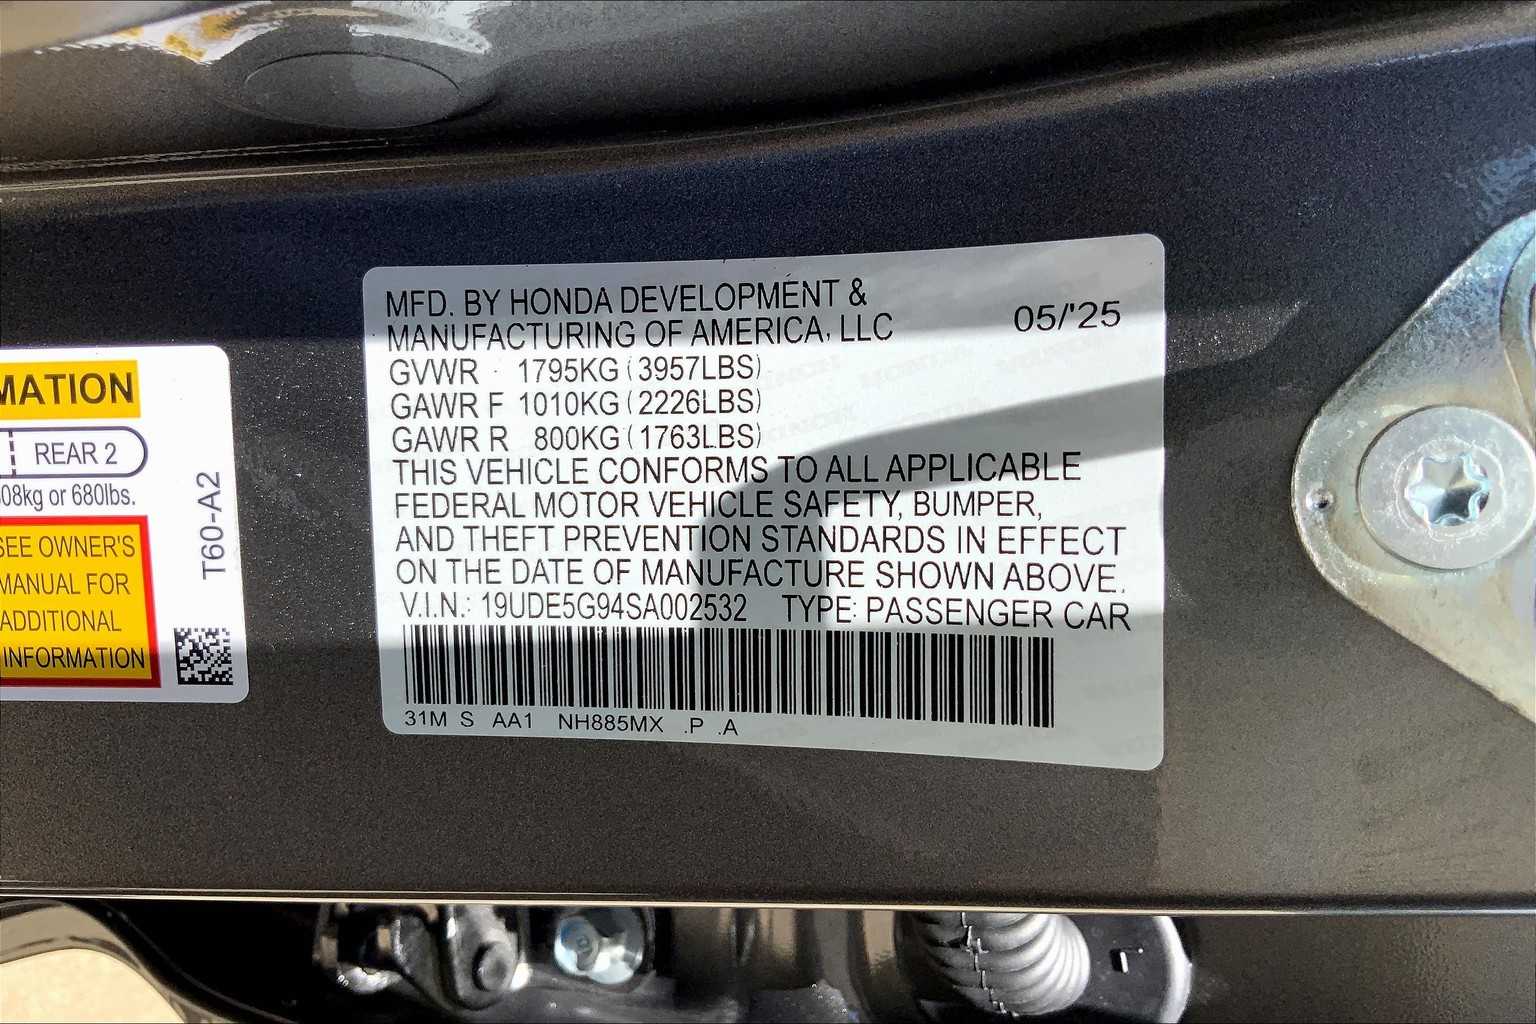 MATION
REAR 2
08kg or 680lbs.
SEE OWNER'S
MANUAL FOR
ADDITIONAL
INFORMATION
T60-A2
MFD. BY HONDA DEVELOPMENT &
MANUFACTURING OF AMERICA, LLC
05/'25
GVWR 1795KG (3957LBS)
GAWR F 1010KG (2226LBS)
GAWR R 800KG (1763LBS)
THIS VEHICLE CONFORMS TO ALL APPLICABLE
FEDERAL MOTOR VEHICLE SAFETY, BUMPER,
AND THEFT PREVENTION STANDARDS IN EFFECT
ON THE DATE OF MANUFACTURE SHOWN ABOVE.
V.I.N.: 19UDE5G94SA002532 TYPE: PASSENGER CAR
31M S AA1 NH885MX .P .A